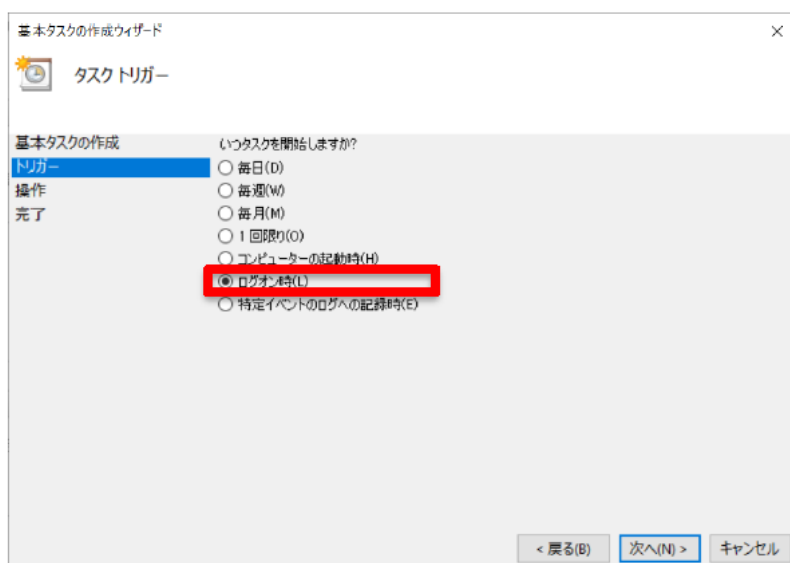 基本タスクの作成ウィザード
タスク トリガー
基本タスクの作成
いつタスクを開始しますか?
トリガー
毎日(D)
操作
毎週(W)
完了
毎月(M)
1 回限り(O)
コンピューターの起動時(H)
ログオン時(L)
特定イベントのログへの記録時(E)
< 戻る(B)
次へ(N) >
キャンセル